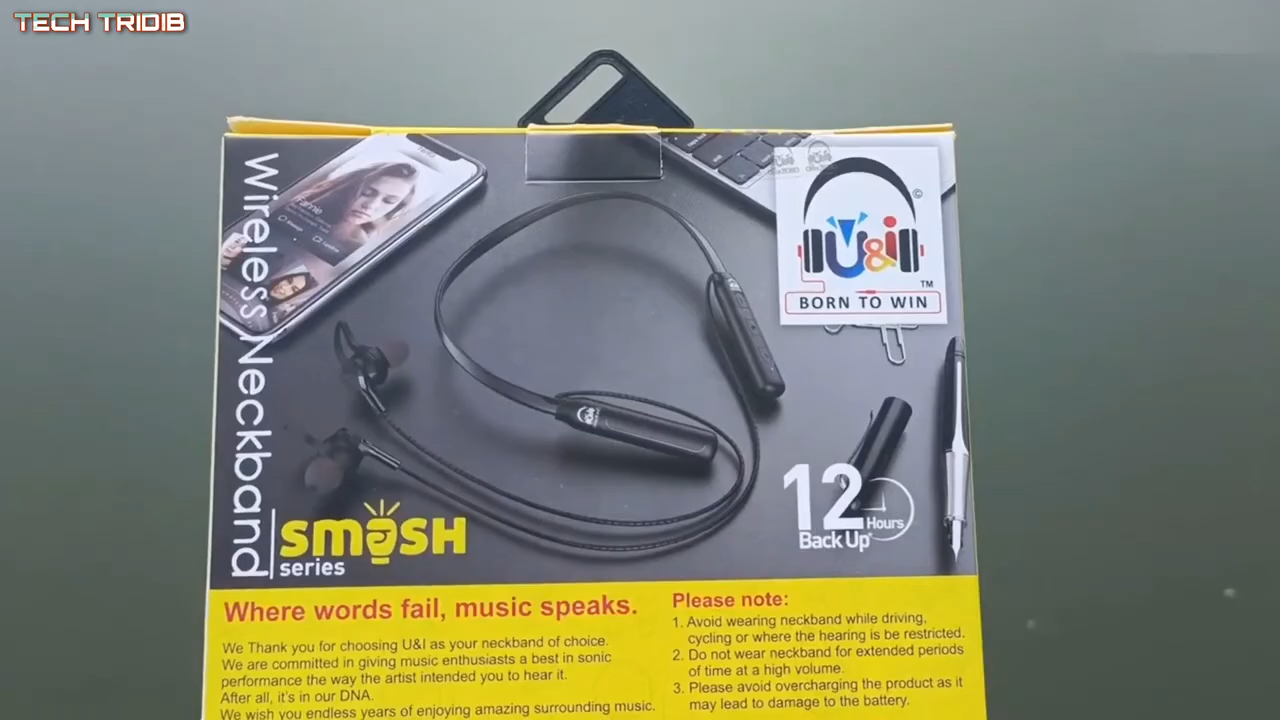 TECH TRIDIB
Wireless Neckband
©
U&i
TM
BORN TO WIN
12
Hours
Back Up*
SMaSH
series
Where words fail, music speaks.
We Thank you for choosing U&I as your neckband of choice.
We are committed in giving music enthusiasts a best in sonic
performance the way the artist intended you to hear it.
After all, it's in our DNA.
We wish you endless years of enjoying amazing surrounding music.
Please note:
1. Avoid wearing neckband while driving,
cycling or where the hearing is be restricted.
2. Do not wear neckband for extended periods
of time at a high volume.
3. Please avoid overcharging the product as it
may lead to damage to the battery.